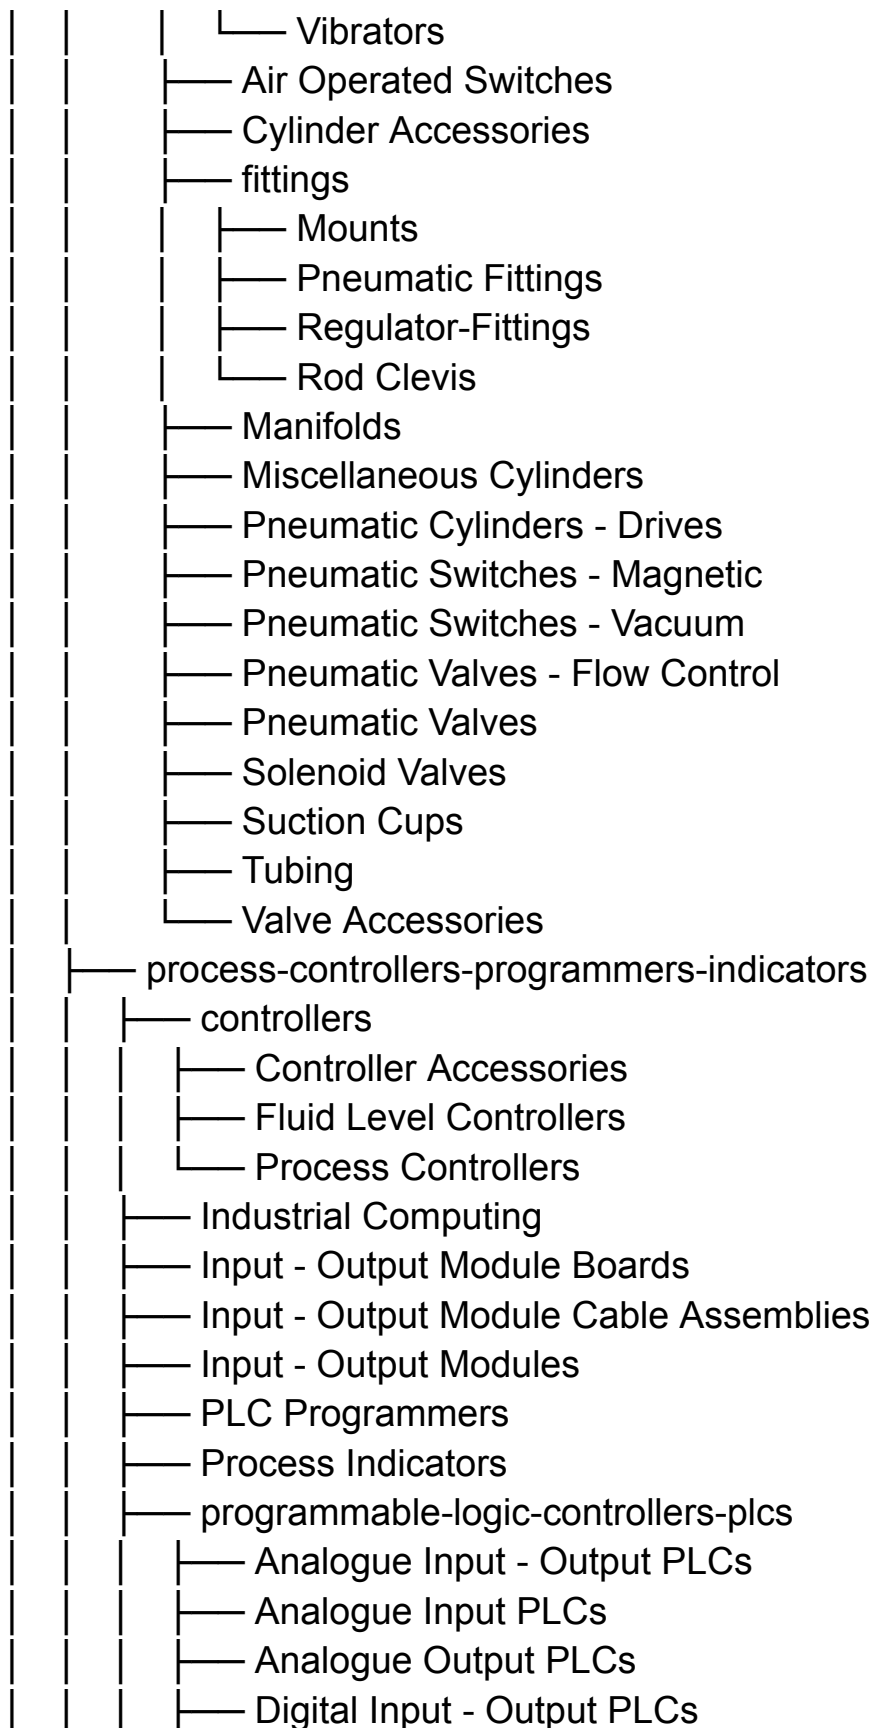 │ │ │ └── Vibrators
│ │ ├── Air Operated Switches
│ │ ├── Cylinder Accessories
│ │ ├── fittings
│ │ │ ├── Mounts
│ │ │ ├── Pneumatic Fittings
│ │ │ ├── Regulator-Fittings
│ │ │ └── Rod Clevis
│ │ ├── Manifolds
│ │ ├── Miscellaneous Cylinders
│ │ ├── Pneumatic Cylinders - Drives
│ │ ├── Pneumatic Switches - Magnetic
│ │ ├── Pneumatic Switches - Vacuum
│ │ ├── Pneumatic Valves - Flow Control
│ │ ├── Pneumatic Valves
│ │ ├── Solenoid Valves
│ │ ├── Suction Cups
│ │ ├── Tubing
│ │ └── Valve Accessories
│ ├── process-controllers-programmers-indicators
│ │ ├── controllers
│ │ │ ├── Controller Accessories
│ │ │ ├── Fluid Level Controllers
│ │ │ └── Process Controllers
│ │ ├── Industrial Computing
│ │ ├── Input - Output Module Boards
│ │ ├── Input - Output Module Cable Assemblies
│ │ ├── Input - Output Modules
│ │ ├── PLC Programmers
│ │ ├── Process Indicators
│ │ ├── programmable-logic-controllers-plcs
│ │ │ ├── Analogue Input - Output PLCs
│ │ │ ├── Analogue Input PLCs
│ │ │ ├── Analogue Output PLCs
│ │ │ ├── Digital Input - Output PLCs